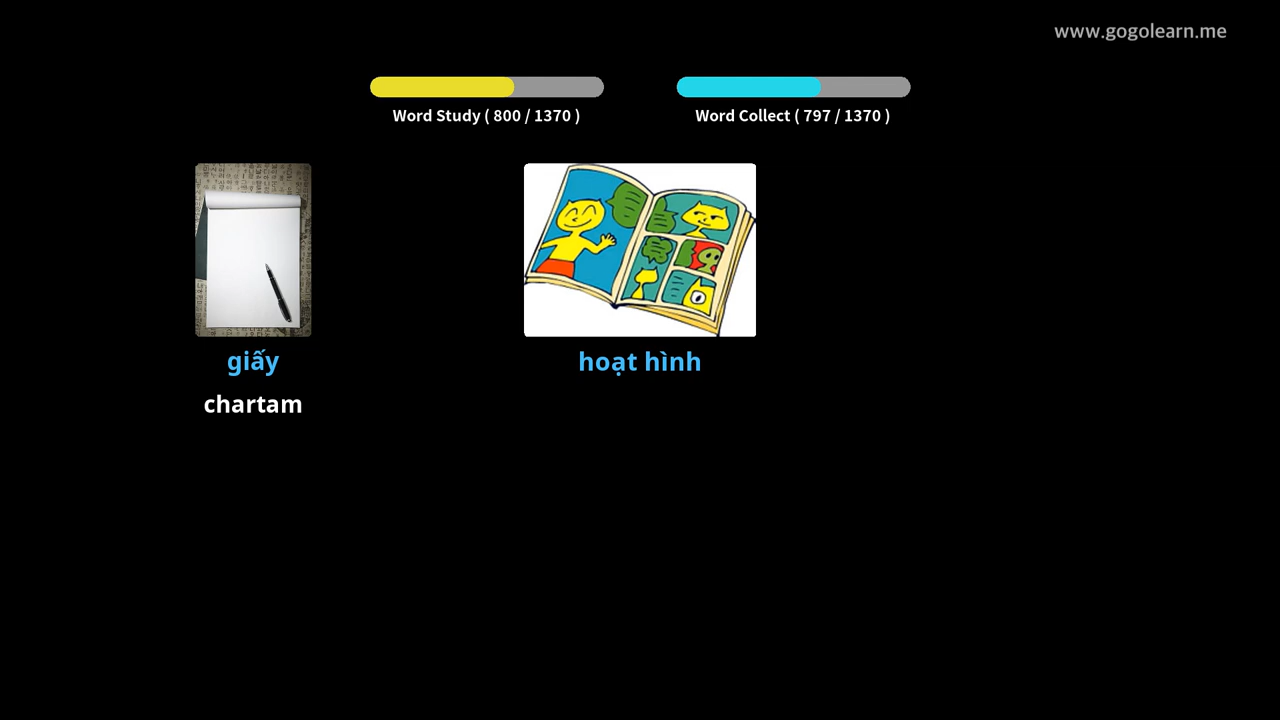 www.gogolearn.me
Word Study ( 800 / 1370 )
Word Collect ( 797 / 1370 )
giấy
hoạt hình
chartam